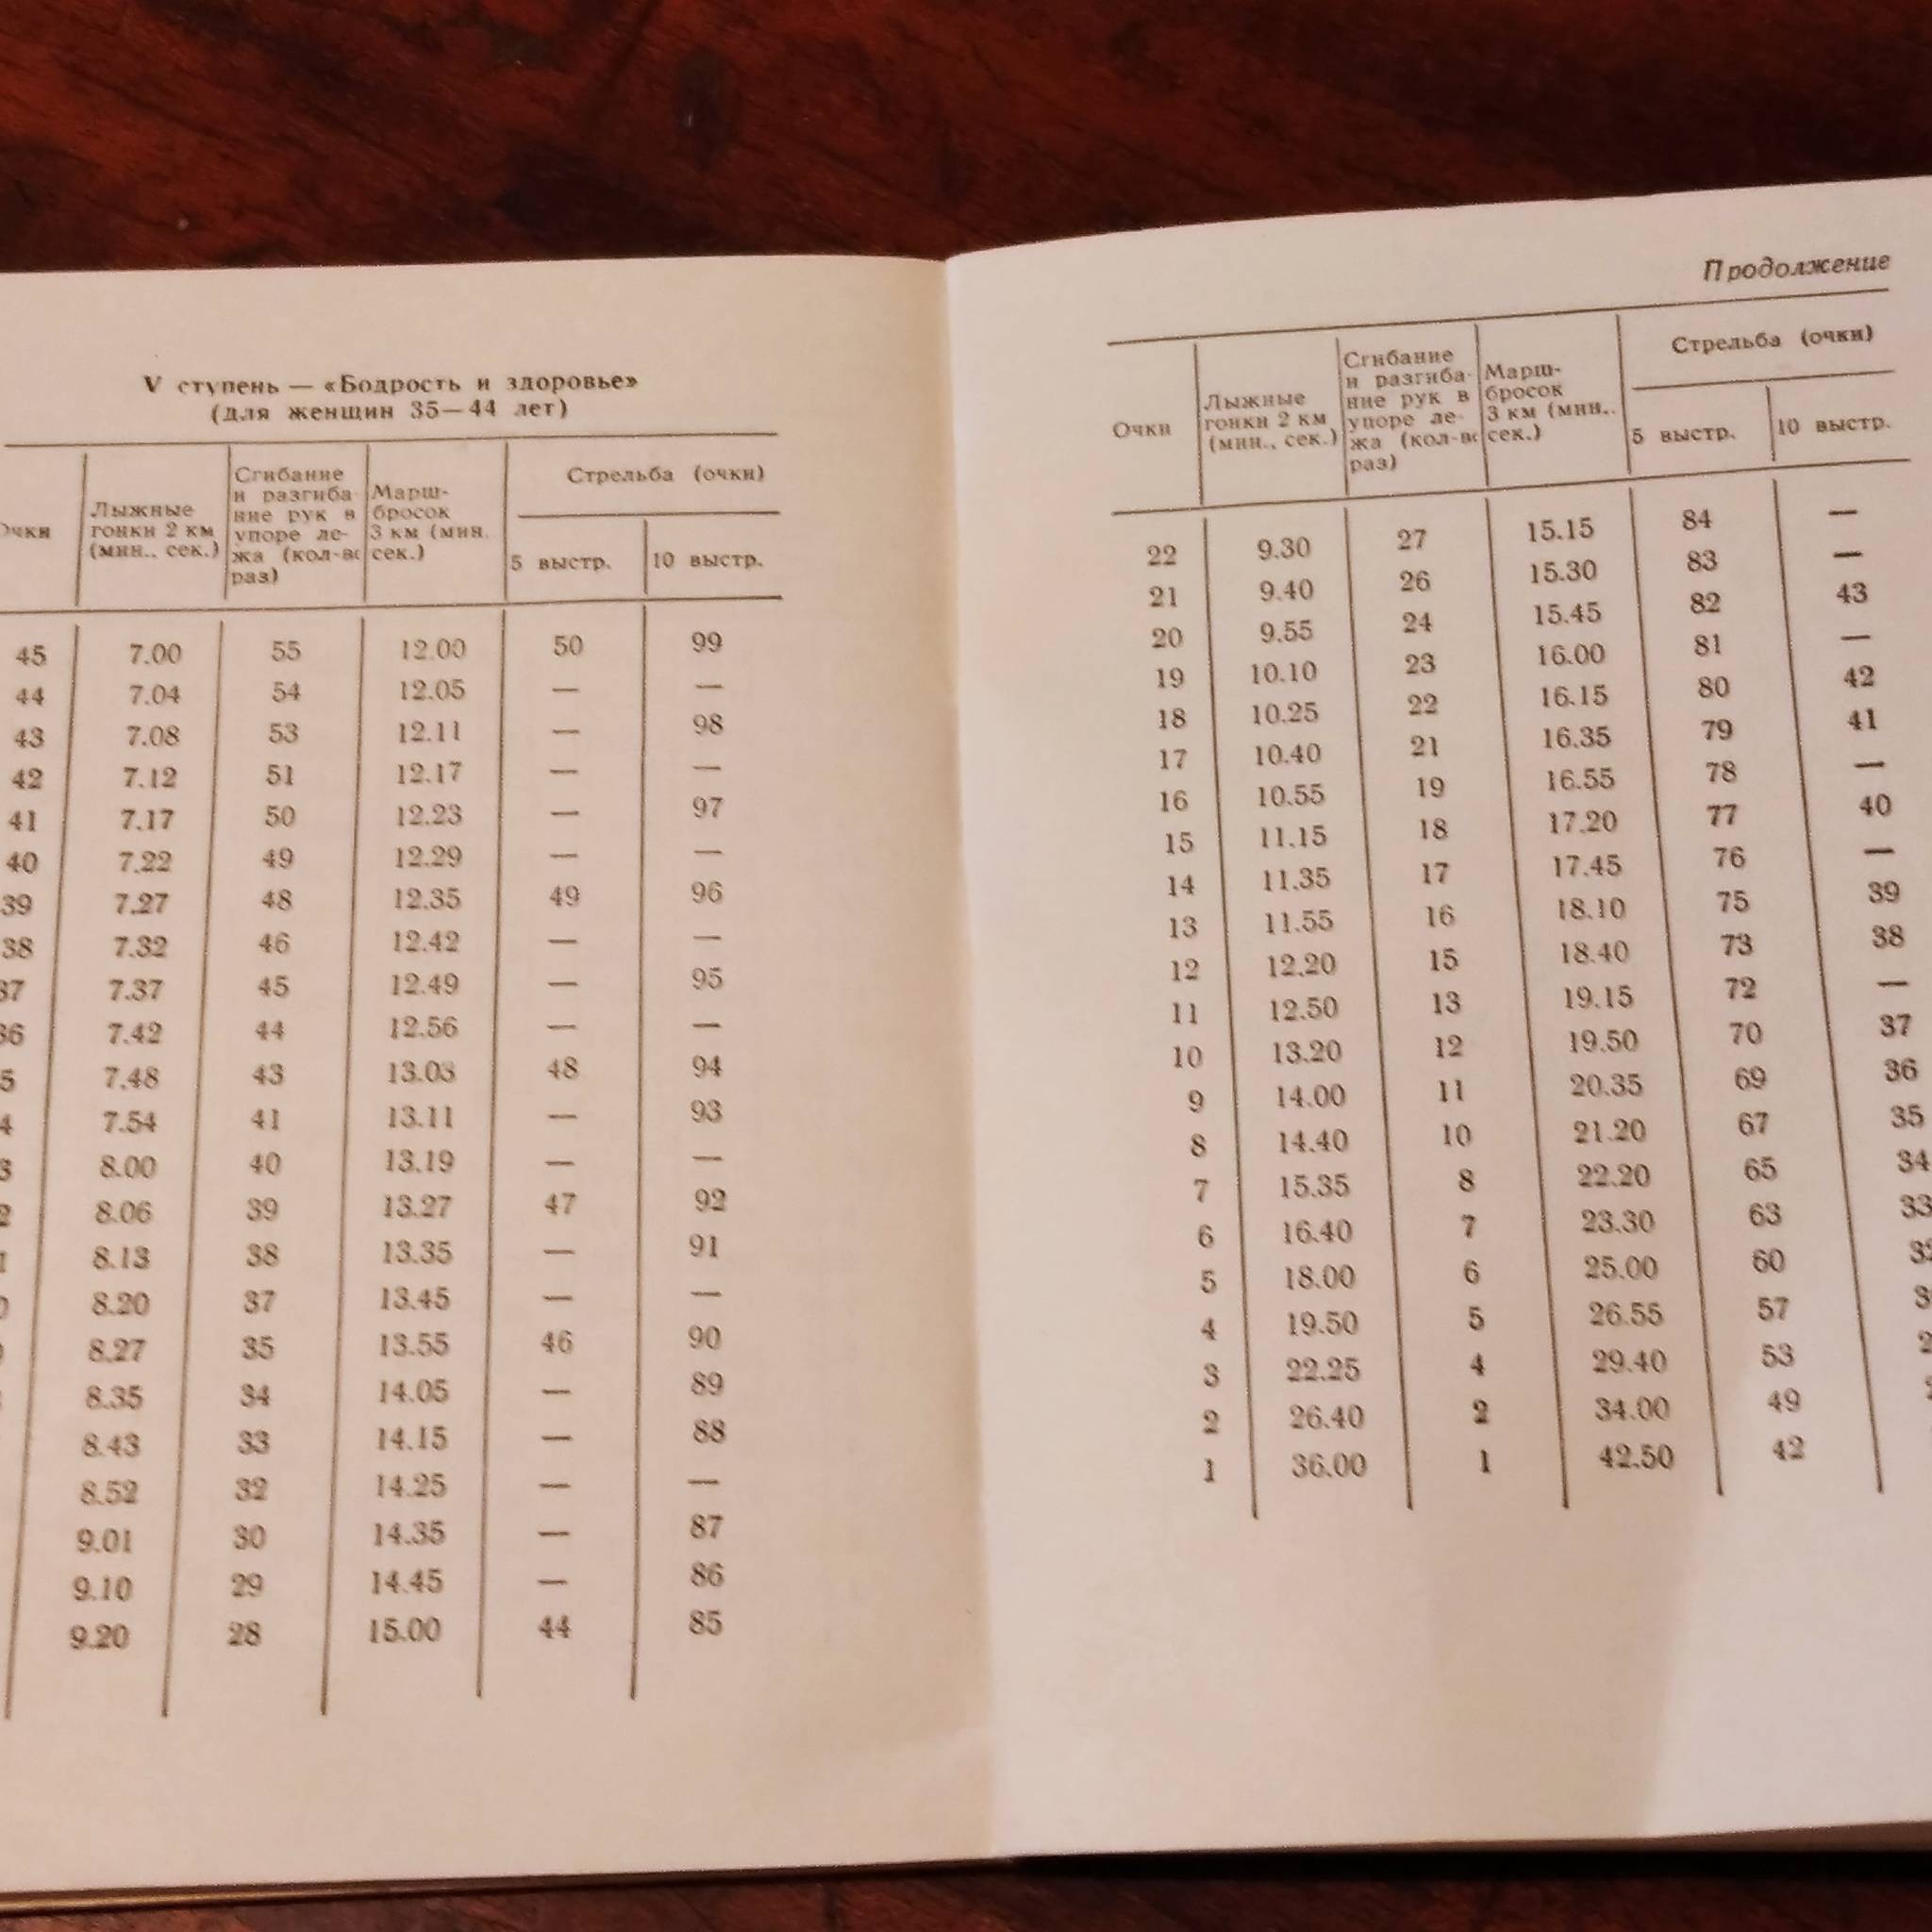 V ступень — «Бодрость и здоровье»
(для женщин 35—44 лет)
Очки
Лыжные
гонки 2 км
(мин., сек.)
Сгибание
и разгиба-
ние рук в
упоре ле-
жа (кол-во
раз)
Марш-
бросок
3 км (мин.
сек.)
Стрельба (очки)
5 выстр. 10 выстр.
45 7.00 55 12.00 50 99
44 7.04 54 12.05 — —
43 7.08 53 12.11 — 98
42 7.12 51 12.17 — —
41 7.17 50 12.23 — 97
40 7.22 49 12.29 — —
39 7.27 48 12.35 49 96
38 7.32 46 12.42 — —
37 7.37 45 12.49 — 95
36 7.42 44 12.56 — —
5 7.48 43 13.03 48 94
4 7.54 41 13.11 — 93
3 8.00 40 13.19 — —
2 8.06 39 13.27 47 92
1 8.13 38 13.35 — 91
0 8.20 37 13.45 — —
8.27 35 13.55 46 90
8.35 34 14.05 — 89
8.43 33 14.15 — 88
8.52 32 14.25 — —
9.01 30 14.35 — 87
9.10 29 14.45 — 86
9.20 28 15.00 44 85
Продолжение
Очки
Лыжные
гонки 2 км
(мин., сек.)
Сгибание
и разгиба-
ние рук в
упоре ле-
жа (кол-во
раз)
Марш-
бросок
3 км (мин.,
сек.)
Стрельба (очки)
5 выстр. 10 выстр.
22 9.30 27 15.15 84 —
21 9.40 26 15.30 83 —
20 9.55 24 15.45 82 43
19 10.10 23 16.00 81 —
18 10.25 22 16.15 80 42
17 10.40 21 16.35 79 41
16 10.55 19 16.55 78 —
15 11.15 18 17.20 77 40
14 11.35 17 17.45 76 —
13 11.55 16 18.10 75 39
12 12.20 15 18.40 73 38
11 12.50 13 19.15 72 —
10 13.20 12 19.50 70 37
9 14.00 11 20.35 69 36
8 14.40 10 21.20 67 35
7 15.35 8 22.20 65 34
6 16.40 7 23.30 63 33
5 18.00 6 25.00 60
4 19.50 5 26.55 57
3 22.25 4 29.40 53
2 26.40 2 34.00 49
1 36.00 1 42.50 42